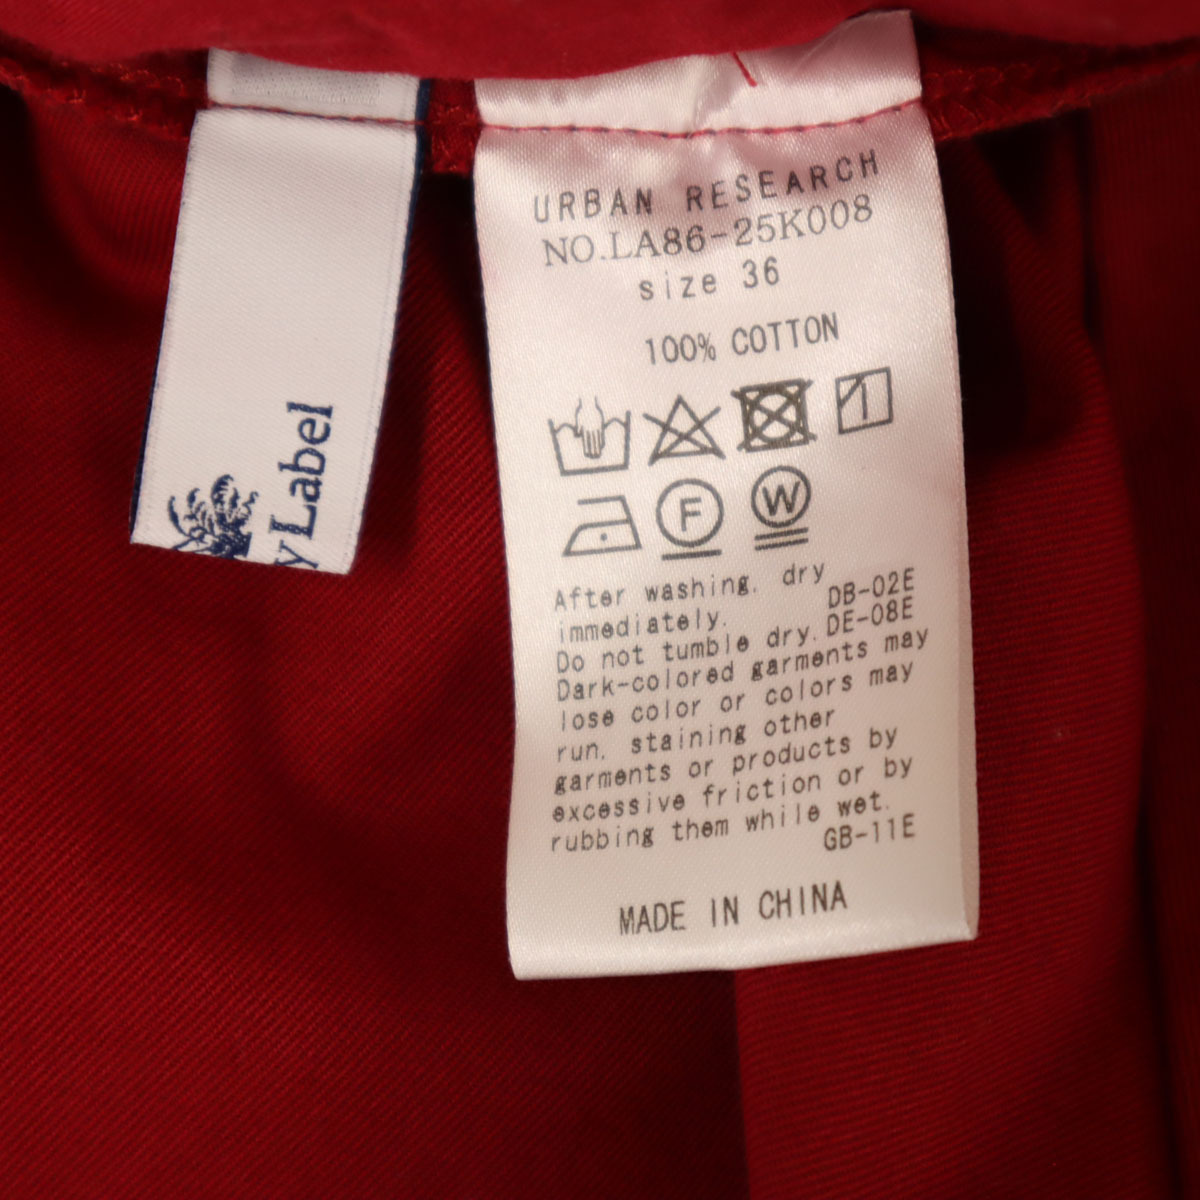 URBAN RESEARCH
NO.LA86-25K008
size 36
100% COTTON
F
W
After washing, dry
immediately. DB-02E
Do not tumble dry. DE-08E
Dark-colored garments may
lose color or colors may
run, staining other
garments or products by
excessive friction or by
rubbing them while wet.
GB-11E
MADE IN CHINA
y Label